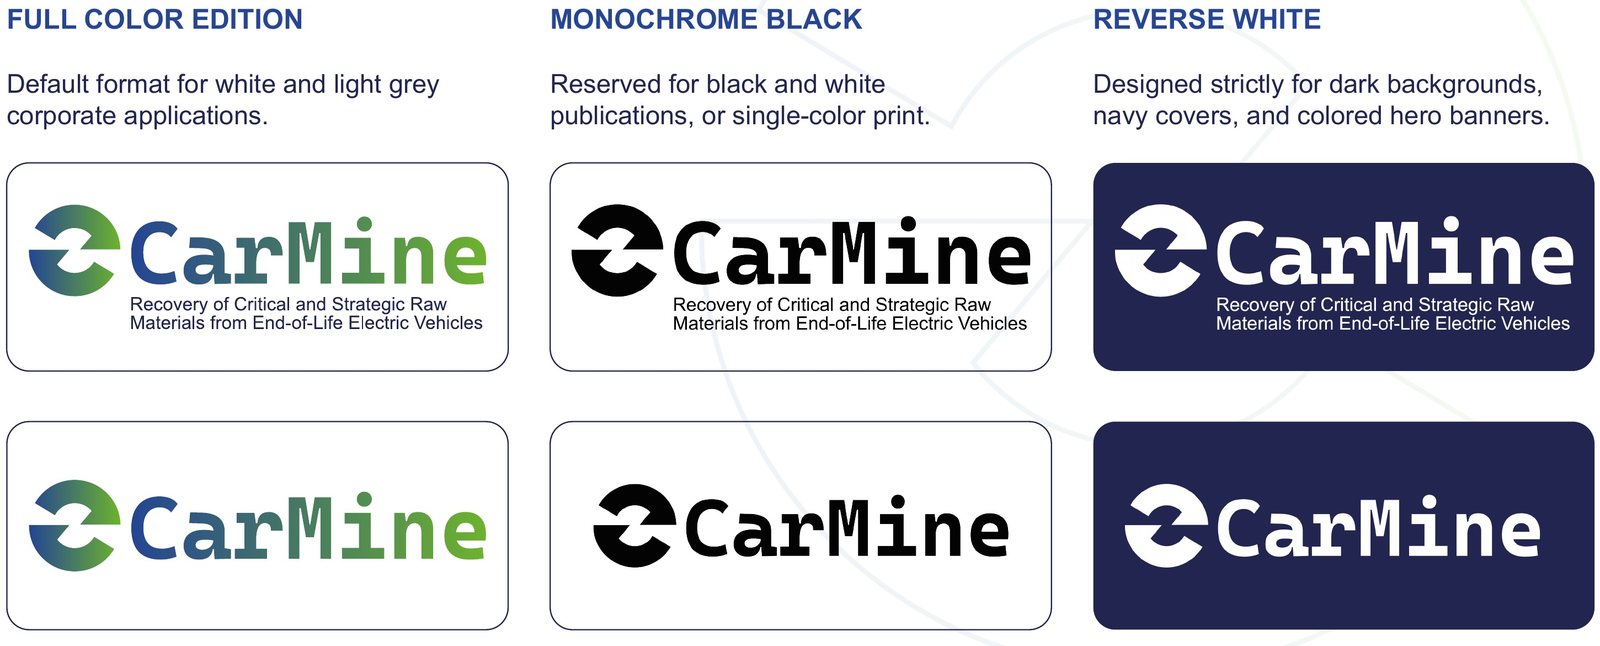 FULL COLOR EDITION
Default format for white and light grey
corporate applications.
CarMine
Recovery of Critical and Strategic Raw
Materials from End-of-Life Electric Vehicles
CarMine
MONOCHROME BLACK
Reserved for black and white
publications, or single-color print.
CarMine
Recovery of Critical and Strategic Raw
Materials from End-of-Life Electric Vehicles
CarMine
REVERSE WHITE
Designed strictly for dark backgrounds,
navy covers, and colored hero banners.
CarMine
Recovery of Critical and Strategic Raw
Materials from End-of-Life Electric Vehicles
CarMine